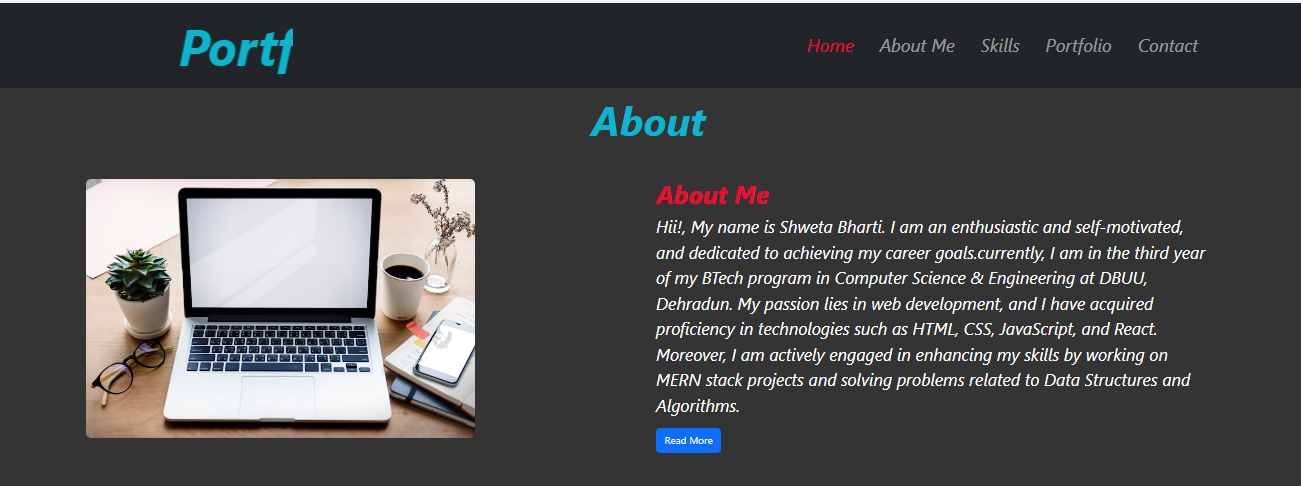 Portf
Home About Me Skills Portfolio Contact
About
About Me
Hii!, My name is Shweta Bharti. I am an enthusiastic and self-motivated,
and dedicated to achieving my career goals.currently, I am in the third year
of my BTech program in Computer Science & Engineering at DBUU,
Dehradun. My passion lies in web development, and I have acquired
proficiency in technologies such as HTML, CSS, JavaScript, and React.
Moreover, I am actively engaged in enhancing my skills by working on
MERN stack projects and solving problems related to Data Structures and
Algorithms.
Read More